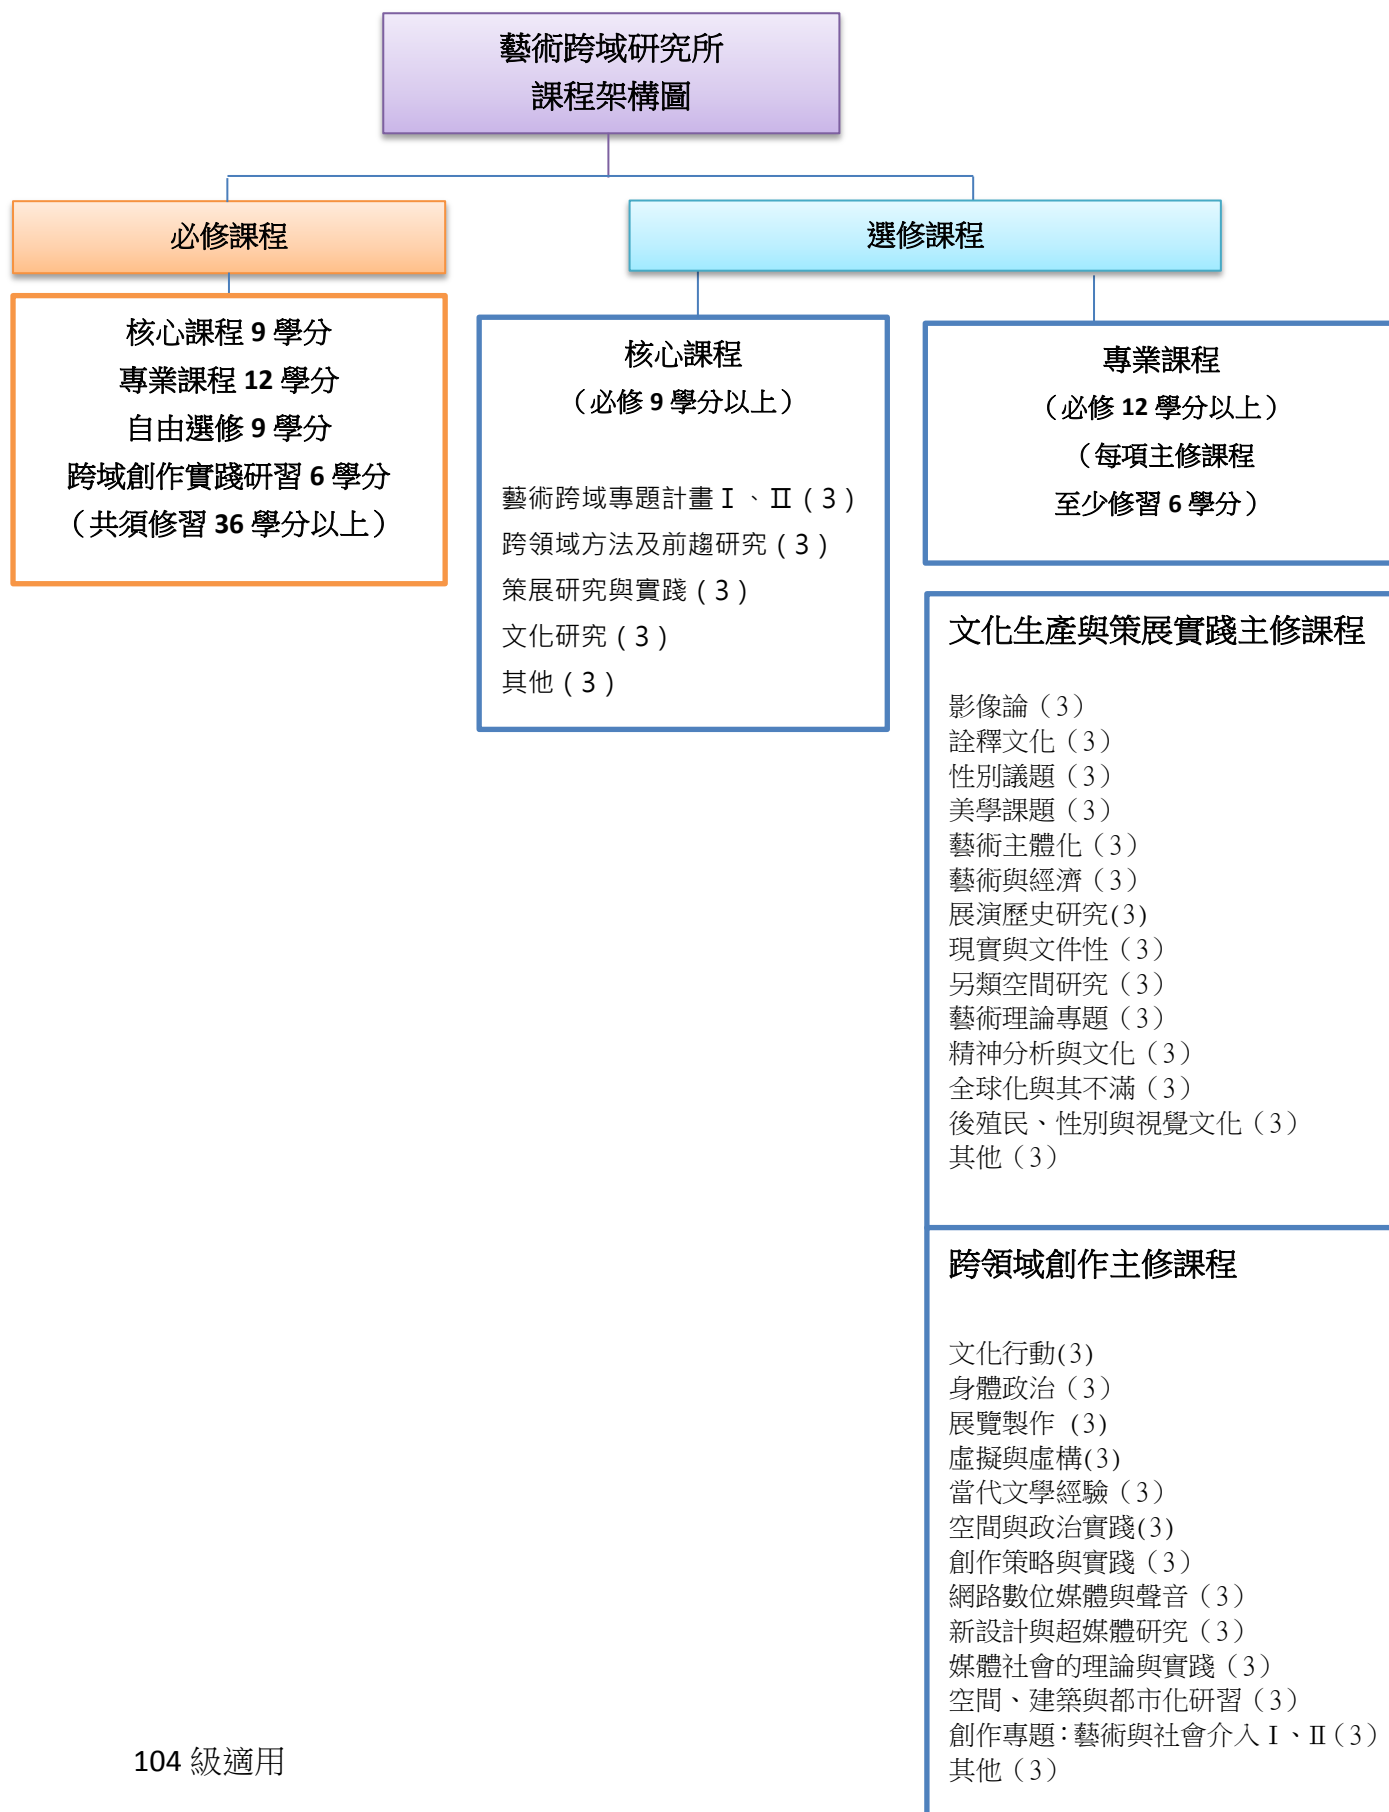 藝術跨域研究所
課程架構圖
必修課程
選修課程
核心課程 9 學分
專業課程 12 學分
自由選修 9 學分
跨域創作實踐研習 6 學分
（共須修習 36 學分以上）
核心課程
（必修 9 學分以上）
藝術跨域專題計畫Ⅰ、Ⅱ(3)
跨領域方法及前趨研究(3)
策展研究與實踐(3)
文化研究(3)
其他(3)
專業課程
（必修 12 學分以上）
（每項主修課程
至少修習 6 學分）
文化生產與策展實踐主修課程
影像論（3）
詮釋文化（3）
性別議題（3）
美學課題（3）
藝術主體化（3）
藝術與經濟（3）
展演歷史研究(3)
現實與文件性（3）
另類空間研究（3）
藝術理論專題（3）
精神分析與文化（3）
全球化與其不滿（3）
後殖民、性別與視覺文化（3）
其他（3）
跨領域創作主修課程
文化行動(3)
身體政治（3）
展覽製作 (3)
虛擬與虛構(3)
當代文學經驗（3）
空間與政治實踐(3)
創作策略與實踐（3）
網路數位媒體與聲音（3）
新設計與超媒體研究（3）
媒體社會的理論與實踐（3）
空間、建築與都市化研習（3）
創作專題：藝術與社會介入Ⅰ、Ⅱ（3）
其他（3）
104 級適用